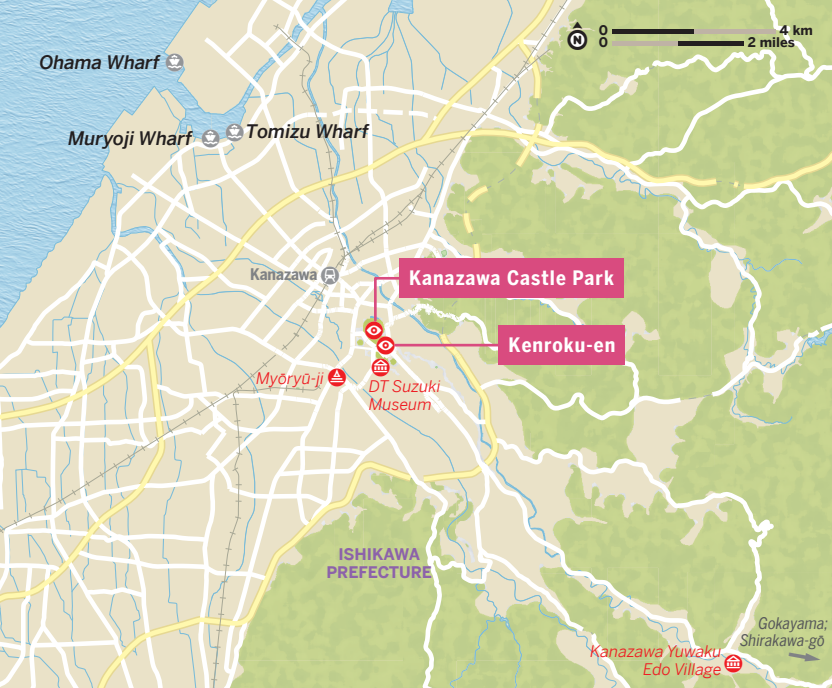 0 4 km
N
0 2 miles
Ohama Wharf
Muryoji Wharf
Tomizu Wharf
Kanazawa
Kanazawa Castle Park
Kenroku-en
Myōryū-ji
DT Suzuki
Museum
ISHIKAWA
PREFECTURE
Gokayama;
Shirakawa-gō
Kanazawa Yuwaku
Edo Village